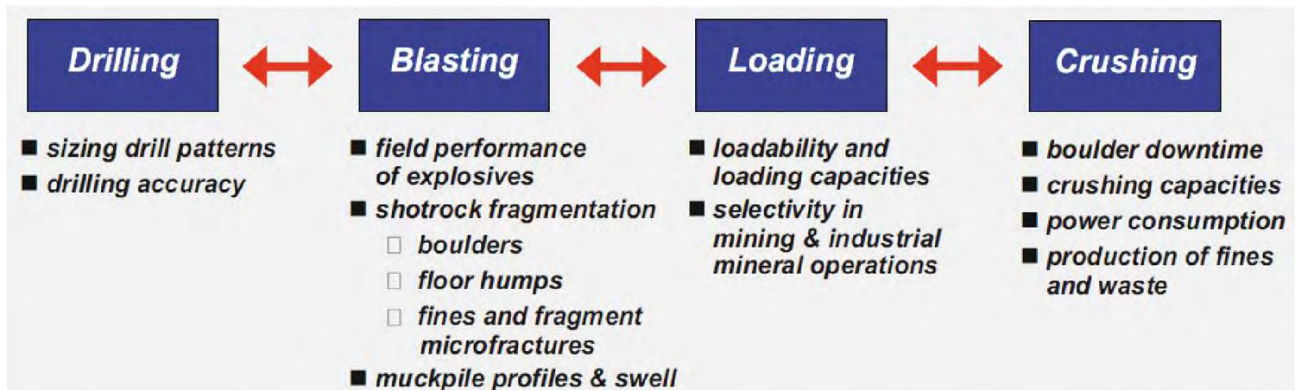 Drilling
Blasting
Loading
Crushing
■ sizing drill patterns
■ drilling accuracy
■ field performance
of explosives
■ shotrock fragmentation
□ boulders
□ floor humps
□ fines and fragment
microfractures
■ muckpile profiles & swell
■ loadability and
loading capacities
■ selectivity in
mining & industrial
mineral operations
■ boulder downtime
■ crushing capacities
■ power consumption
■ production of fines
and waste